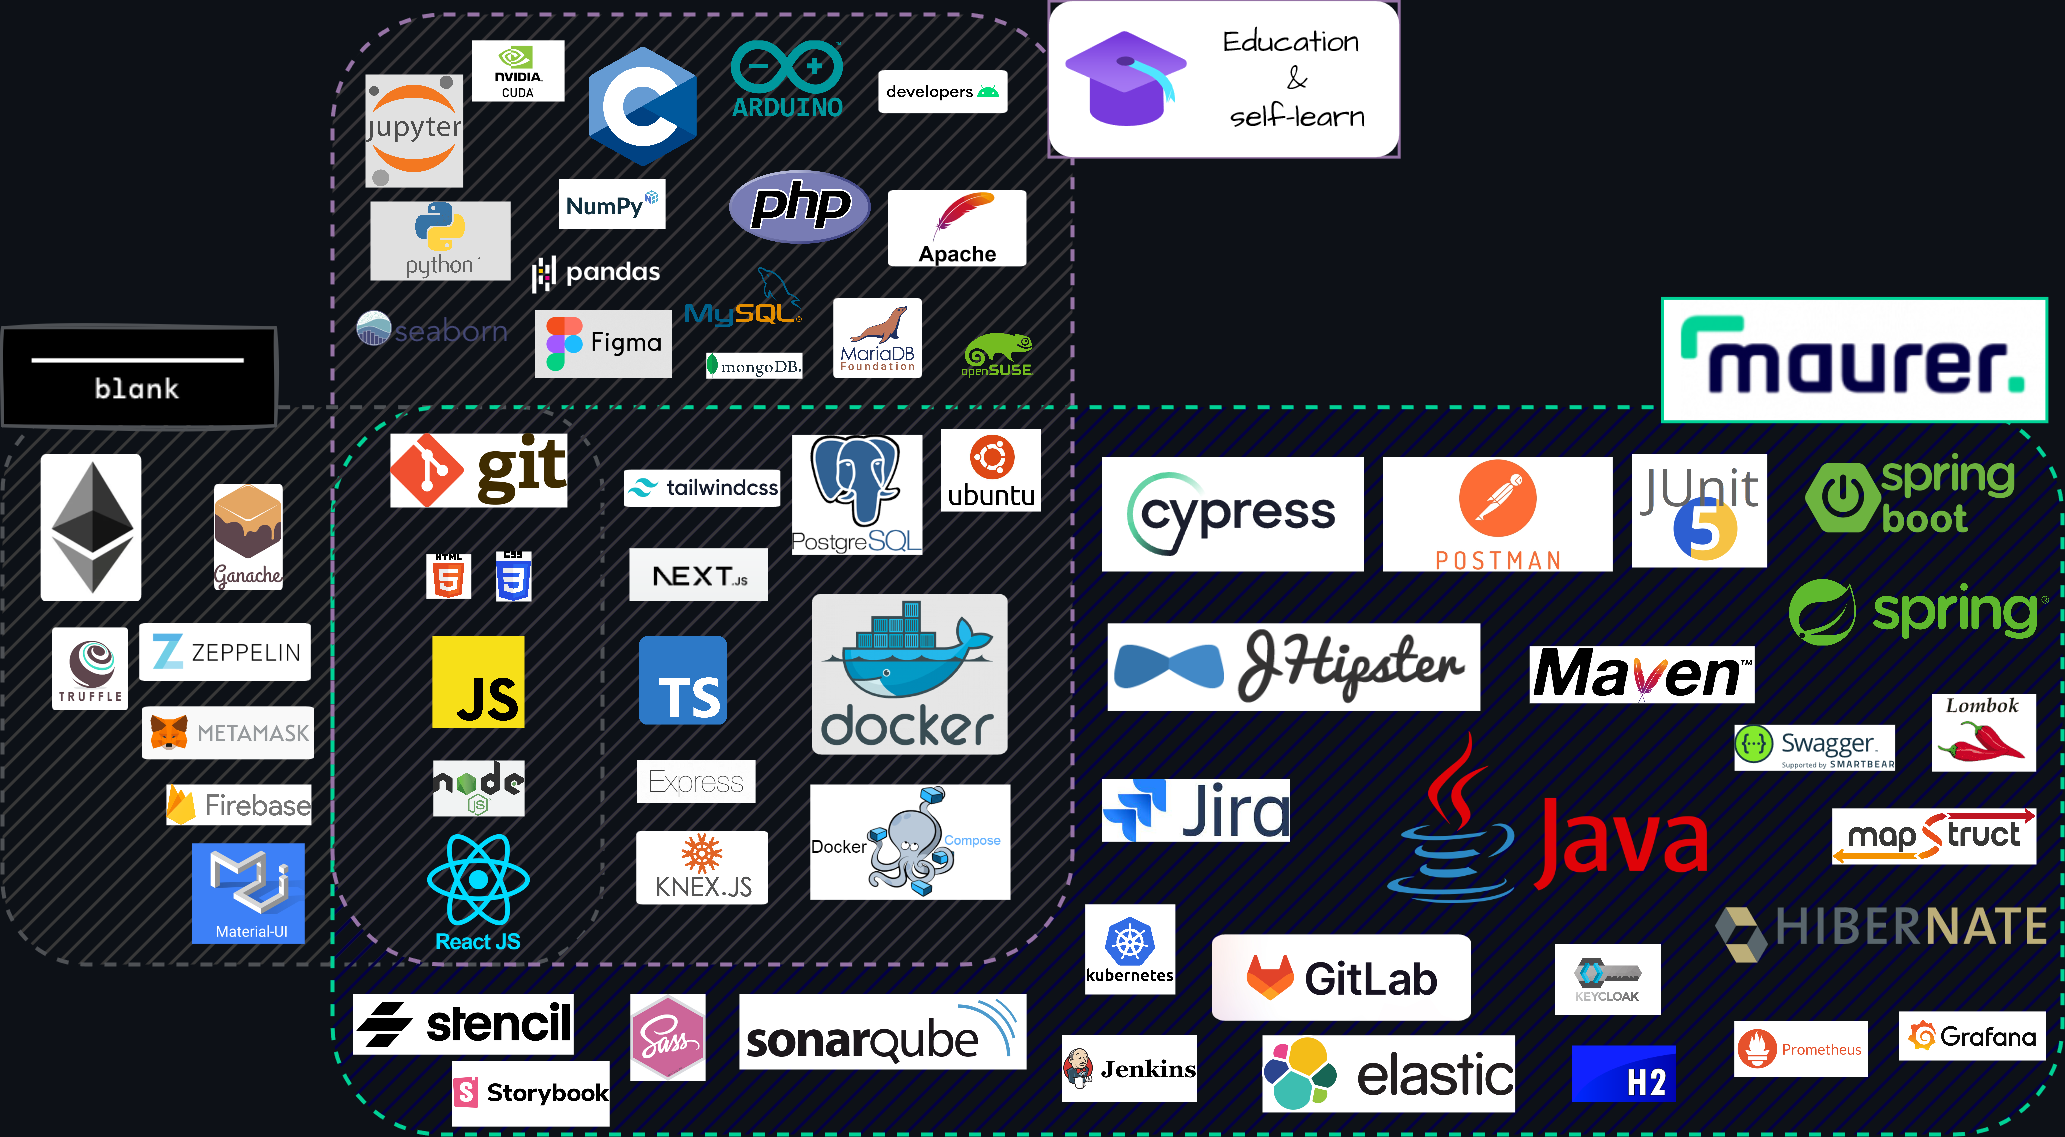 Education
&
self-learn
NVIDIA.
CUDA
ARDUINO
developers
jupyter
NumPy
php
Apache
python
pandas
seaborn
Figma
MySQL
mongoDB.
MariaDB
Foundation
openSUSE
blank
maurer.
git
tailwindcss
PostgreSQL
ubuntu
HTML
5
CSS
3
NEXT.JS
JS
TS
docker
node
JS
Express
Docker
Compose
KNEX.JS
React JS
Ganache
TRUFFLE
ZEPPELIN
METAMASK
Firebase
Material-UI
cypress
POSTMAN
JUnit
5
spring
boot
spring
JHipster
Maven™
Lombok
Swagger.
Supported by SMARTBEAR
Jira
Java
mapStruct
HIBERNATE
kubernetes
GitLab
KEYCLOAK
stencil
Sass
sonarqube
Storybook
Jenkins
elastic
H2
Prometheus
Grafana